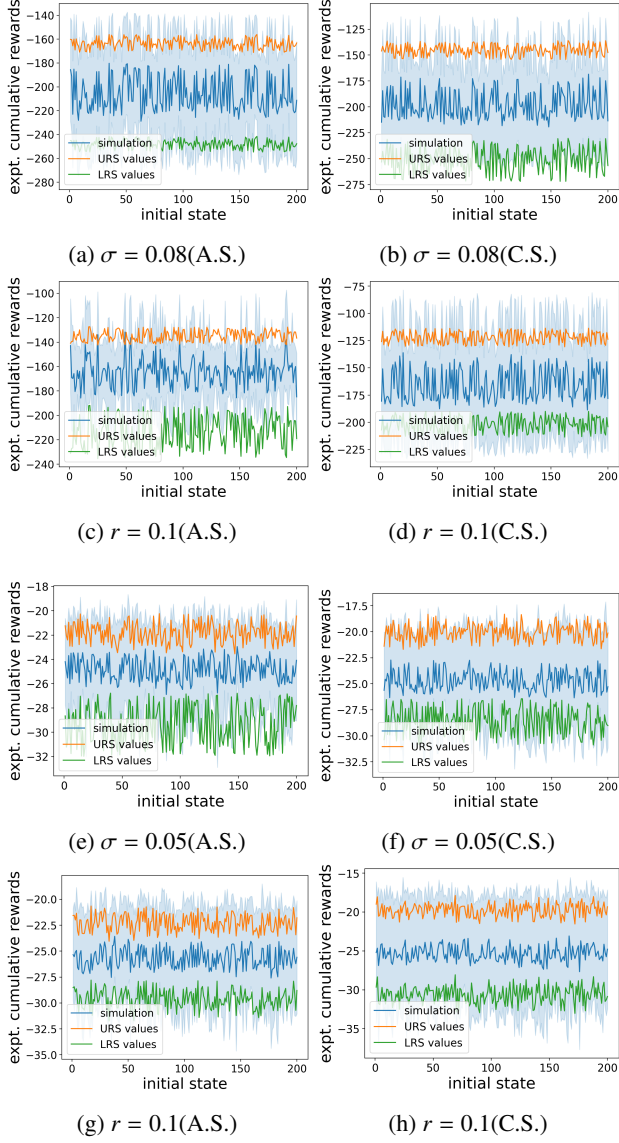 expt. cumulative rewards
−140
−160
−180
−200
−220
−240
−260
−280
simulation
URS values
LRS values
0 50 100 150 200
initial state
(a) σ = 0.08(A.S.)
expt. cumulative rewards
−125
−150
−175
−200
−225
−250
−275
simulation
URS values
LRS values
0 50 100 150 200
initial state
(b) σ = 0.08(C.S.)
expt. cumulative rewards
−100
−120
−140
−160
−180
−200
−220
−240
simulation
URS values
LRS values
0 50 100 150 200
initial state
(c) r = 0.1(A.S.)
expt. cumulative rewards
−75
−100
−125
−150
−175
−200
−225
simulation
URS values
LRS values
0 50 100 150 200
initial state
(d) r = 0.1(C.S.)
expt. cumulative rewards
−18
−20
−22
−24
−26
−28
−30
−32
simulation
URS values
LRS values
0 50 100 150 200
initial state
(e) σ = 0.05(A.S.)
expt. cumulative rewards
−17.5
−20.0
−22.5
−25.0
−27.5
−30.0
−32.5
simulation
URS values
LRS values
0 50 100 150 200
initial state
(f) σ = 0.05(C.S.)
expt. cumulative rewards
−20.0
−22.5
−25.0
−27.5
−30.0
−32.5
−35.0
simulation
URS values
LRS values
0 50 100 150 200
initial state
(g) r = 0.1(A.S.)
expt. cumulative rewards
−15
−20
−25
−30
−35
simulation
URS values
LRS values
0 50 100 150 200
initial state
(h) r = 0.1(C.S.)